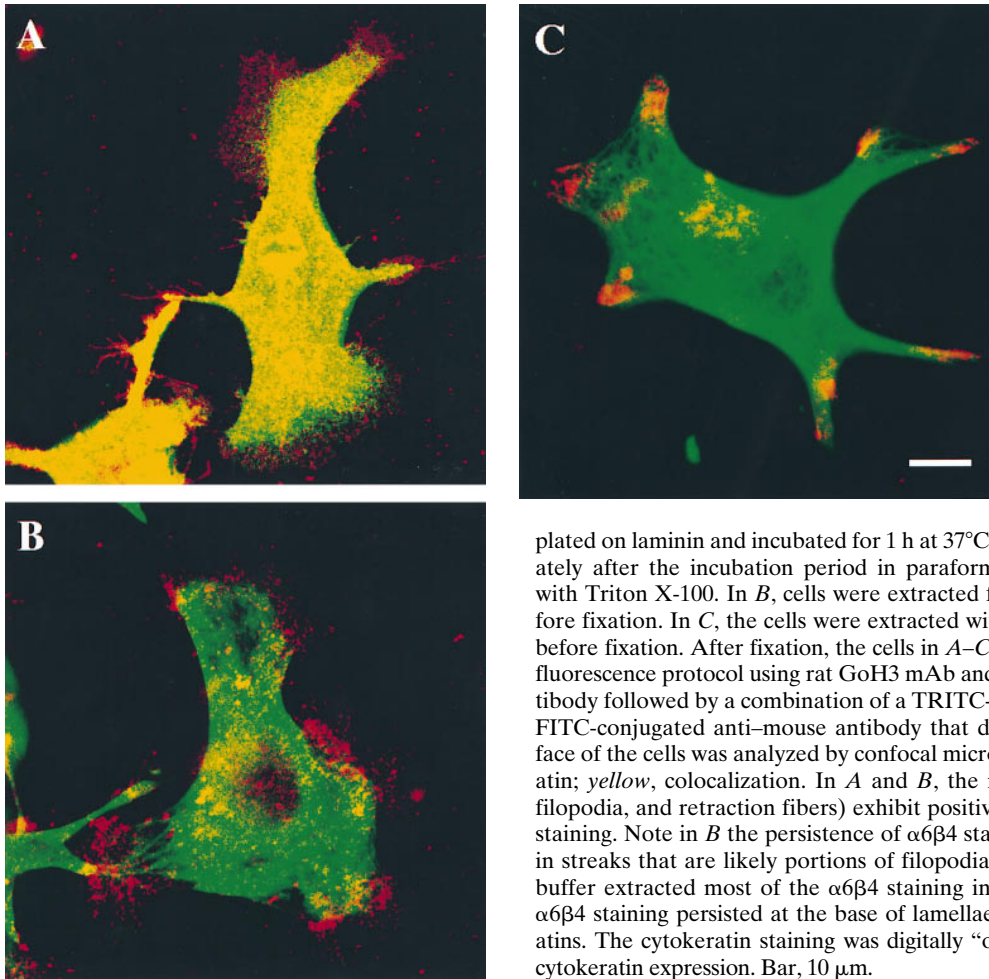 A
C
B
plated on laminin and incubated for 1 h at 37°C
ately after the incubation period in paraform
with Triton X-100. In B, cells were extracted f
fore fixation. In C, the cells were extracted wi
before fixation. After fixation, the cells in A–C
fluorescence protocol using rat GoH3 mAb and
tibody followed by a combination of a TRITC-
FITC-conjugated anti–mouse antibody that d
face of the cells was analyzed by confocal micro
atin; yellow, colocalization. In A and B, the
filopodia, and retraction fibers) exhibit positiv
staining. Note in B the persistence of α6β4 sta
in streaks that are likely portions of filopodia
buffer extracted most of the α6β4 staining in
α6β4 staining persisted at the base of lamellae
atins. The cytokeratin staining was digitally “o
cytokeratin expression. Bar, 10 μm.